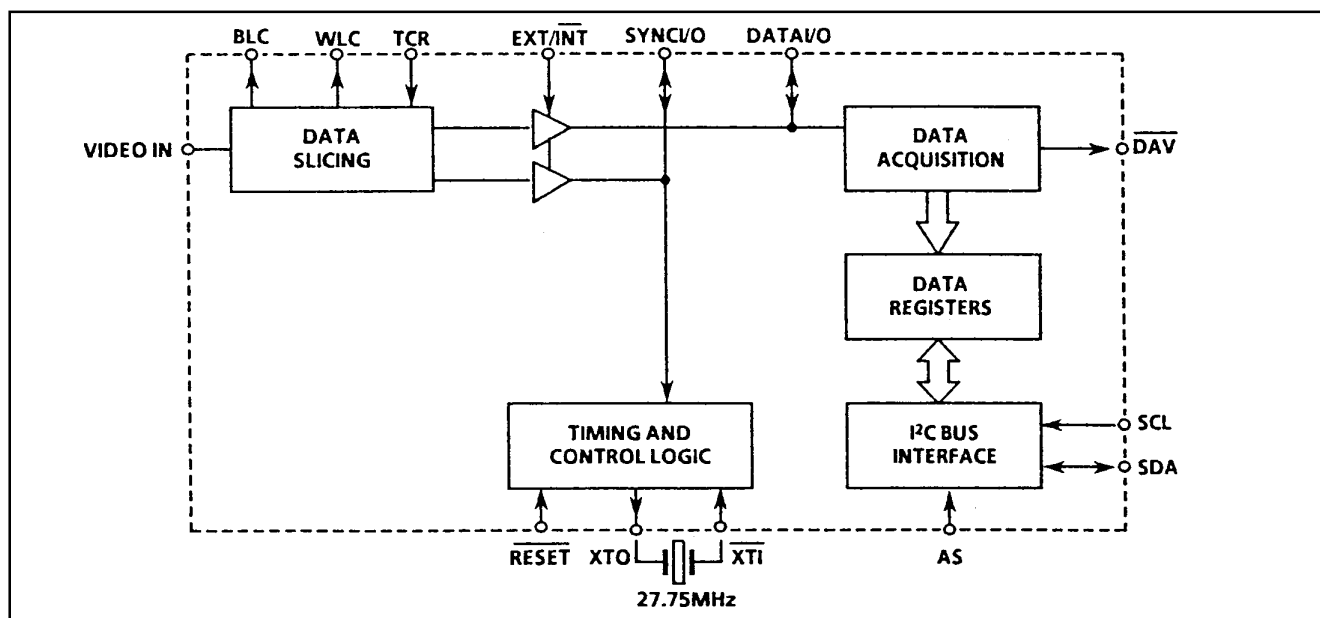 BLC WLC TCR EXT/INT SYNCI/O DATAI/O
DATA
SLICING
DATA
ACQUISITION
VIDEO IN
DAV
DATA
REGISTERS
TIMING AND
CONTROL LOGIC
I²C BUS
INTERFACE
SCL
SDA
RESET XTO XTI AS
27.75MHz